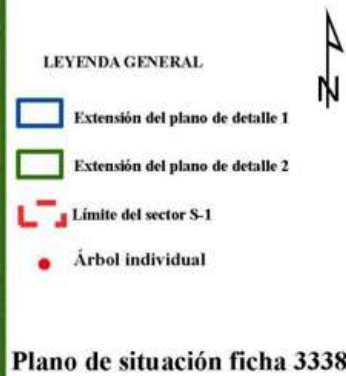 LEYENDA GENERAL
N
Extensión del plano de detalle 1
Extensión del plano de detalle 2
Límite del sector S-1
Árbol individual
Plano de situación ficha 3338